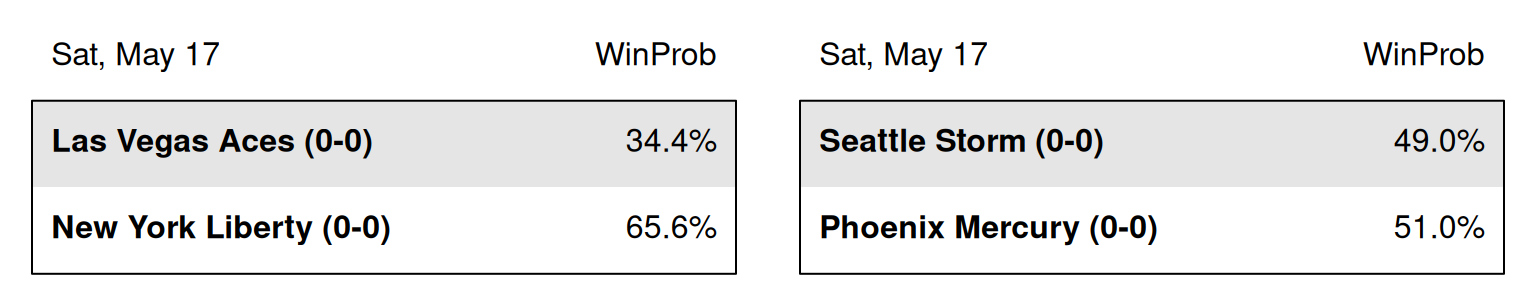 Sat, May 17 WinProb
Las Vegas Aces (0-0) 34.4%
New York Liberty (0-0) 65.6%
Sat, May 17 WinProb
Seattle Storm (0-0) 49.0%
Phoenix Mercury (0-0) 51.0%